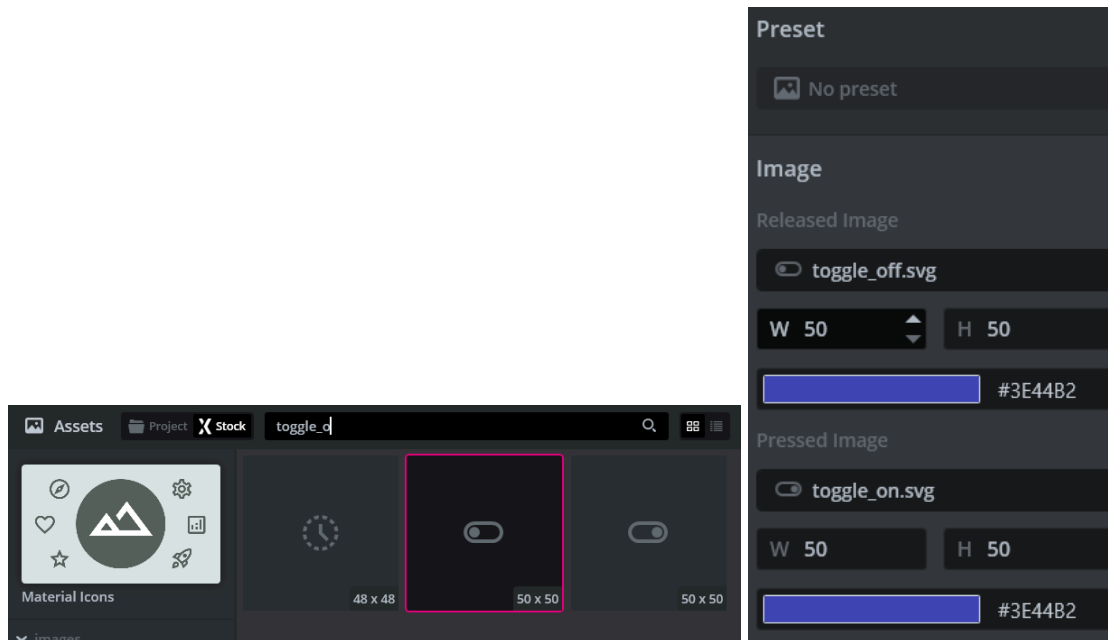 Assets
Project
Stock
toggle_o
Material Icons
48 x 48
50 x 50
50 x 50
images
Preset
No preset
Image
Released Image
toggle_off.svg
W 50
H 50
#3E44B2
Pressed Image
toggle_on.svg
W 50
H 50
#3E44B2